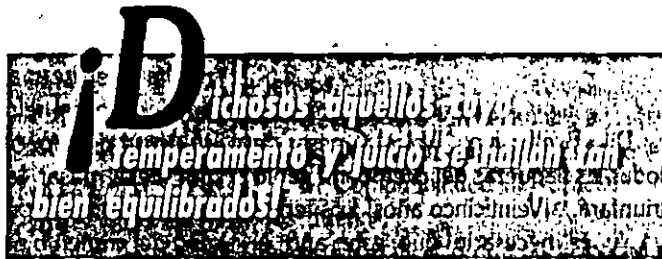 ¡Dichosos aquellos cuyo
temperamento y juicio se hallan tan
bien equilibrados!